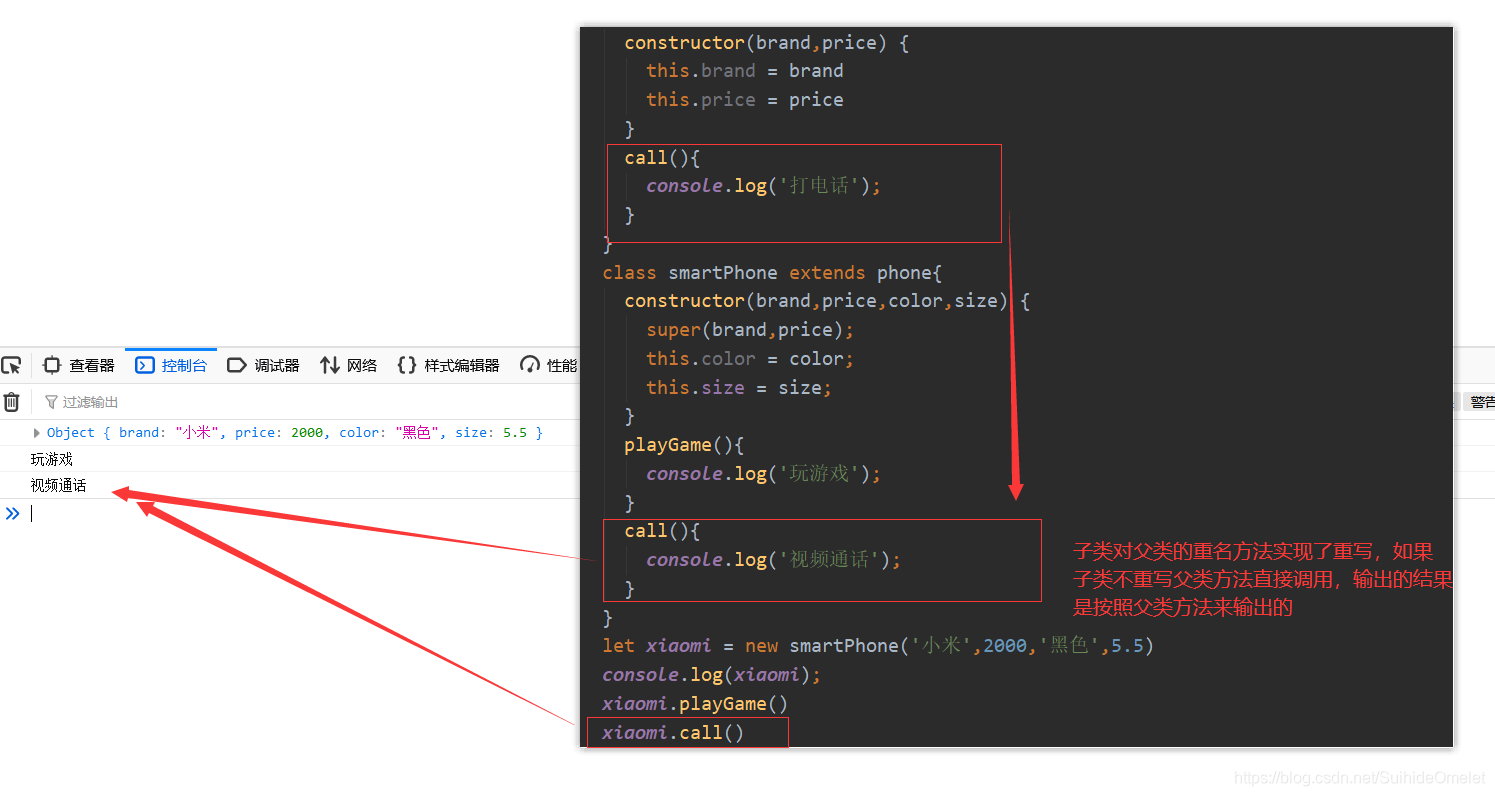 constructor(brand,price) {
this.brand = brand
this.price = price
}
call(){
console.log('打电话');
}
}
class smartPhone extends phone{
constructor(brand,price,color,size) {
super(brand,price);
this.color = color;
this.size = size;
}
playGame(){
console.log('玩游戏');
}
call(){
console.log('视频通话');
}
}
let xiaomi = new smartPhone('小米',2000,'黑色',5.5)
console.log(xiaomi);
xiaomi.playGame()
xiaomi.call()
子类对父类的重名方法实现了重写，如果
子类不重写父类方法直接调用，输出的结果
是按照父类方法来输出的
查看器 控制台 调试器 网络 {} 样式编辑器 性能
过滤输出
警告
Object { brand: "小米", price: 2000, color: "黑色", size: 5.5 }
玩游戏
视频通话
https://blog.csdn.net/SuihideOmelet